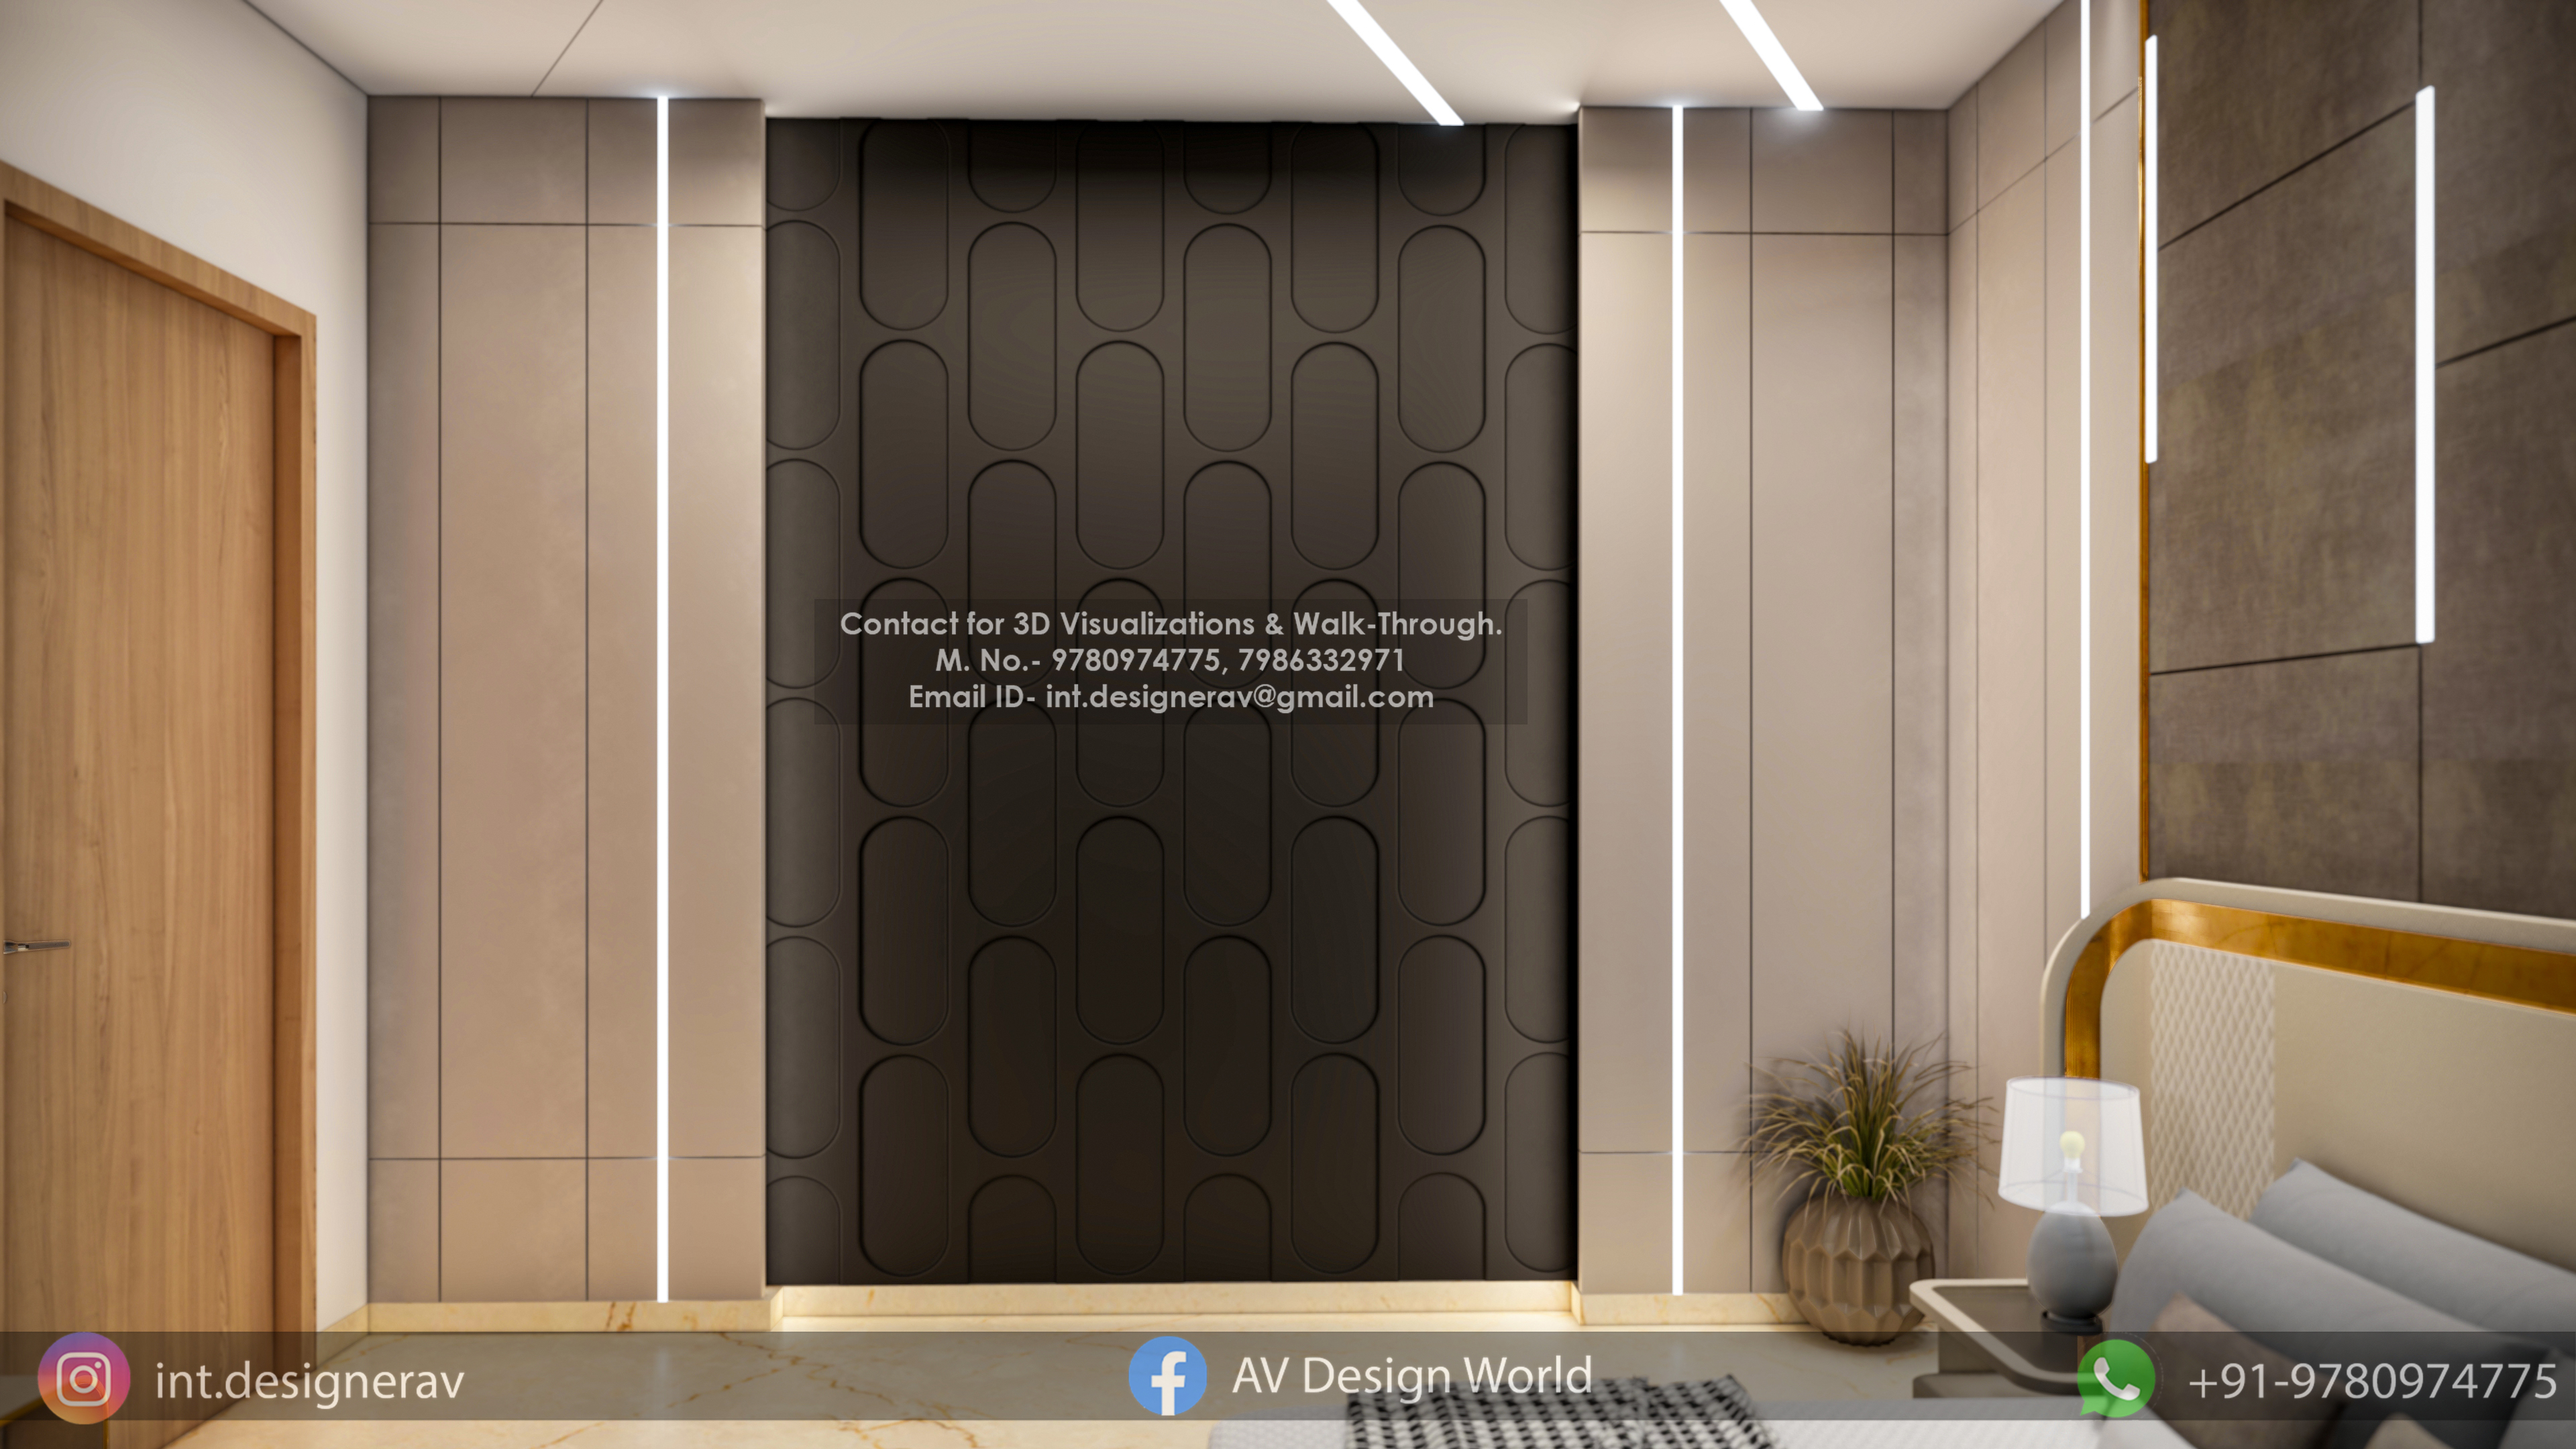 Contact for 3D Visualizations & Walk-Through.
M. No.- 9780974775, 7986332971
Email ID- int.designerav@gmail.com
int.designerav
AV Design World
+91-9780974775